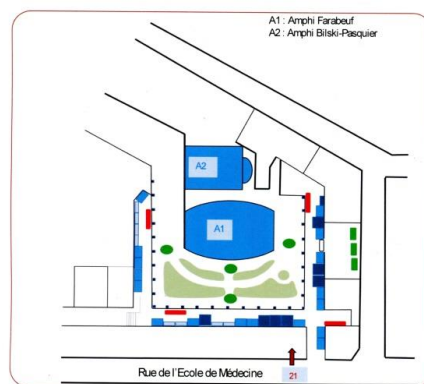 A1 : Amphi Farabeuf
A2 : Amphi Bilski-Pasquier
A2
A1
Rue de l'Ecole de Médecine
21